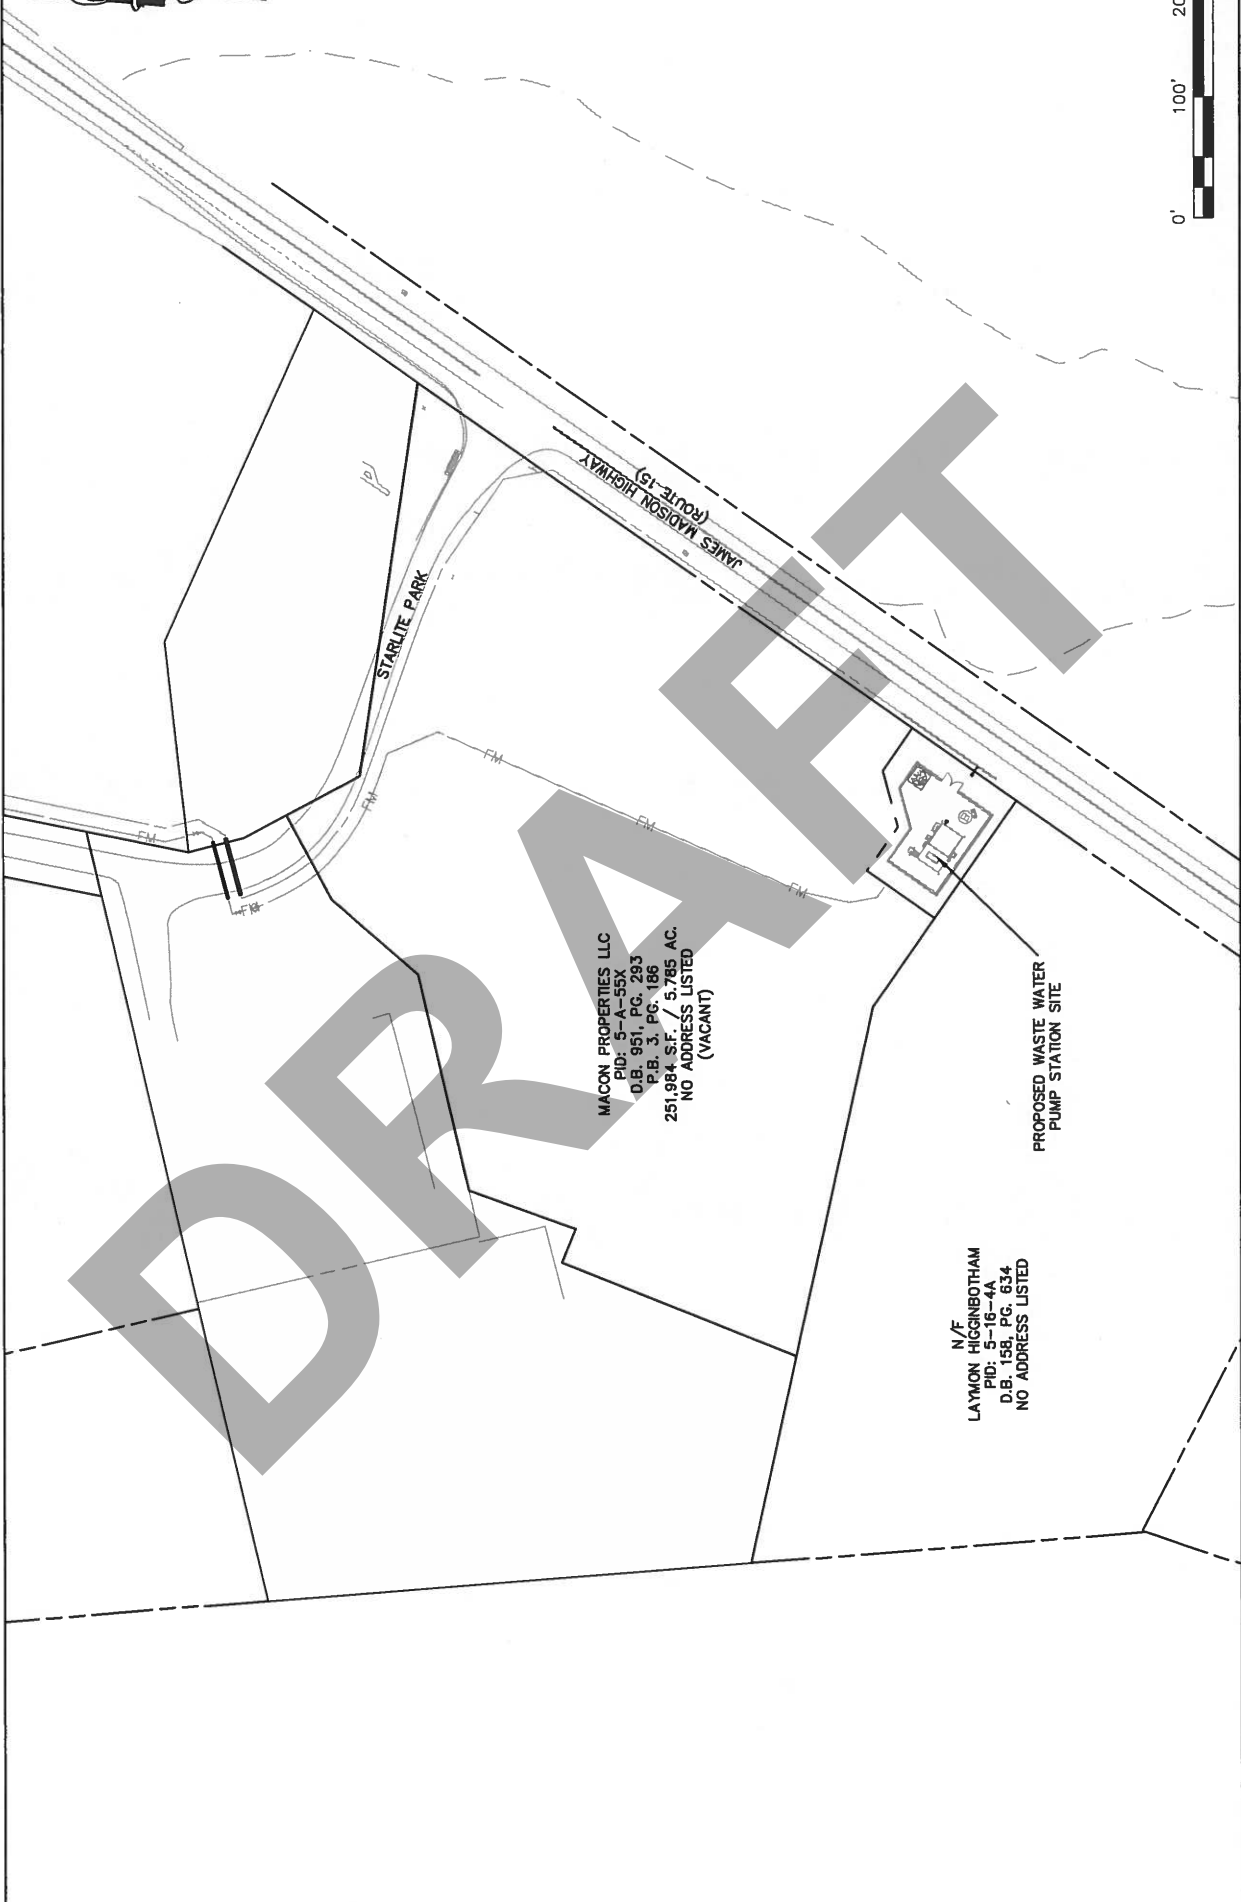 STARLITE PARK
JAMES MADISON HIGHWAY
(ROUTE 15)
FM
FM
FM
FM
FM
FM
MACON PROPERTIES LLC
PID: 5-A-55X
D.B. 951, PG. 293
P.B. 3, PG. 186
251,984 S.F. / 5.785 AC.
NO ADDRESS LISTED
(VACANT)
PROPOSED WASTE WATER
PUMP STATION SITE
N/F
LAYMON HIGGINBOTHAM
PID: 5-16-4A
D.B. 158, PG. 634
NO ADDRESS LISTED
0' 100'
DRAFT